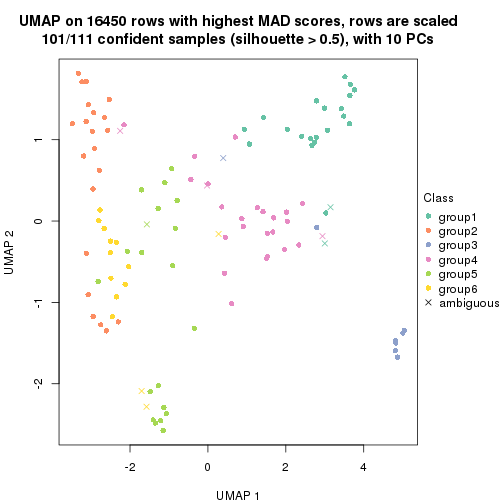 UMAP on 16450 rows with highest MAD scores, rows are scaled
101/111 confident samples (silhouette > 0.5), with 10 PCs
UMAP 2
1
0
-1
-2
-2
0
2
4
UMAP 1
Class
group1
group2
group3
group4
group5
group6
ambiguous